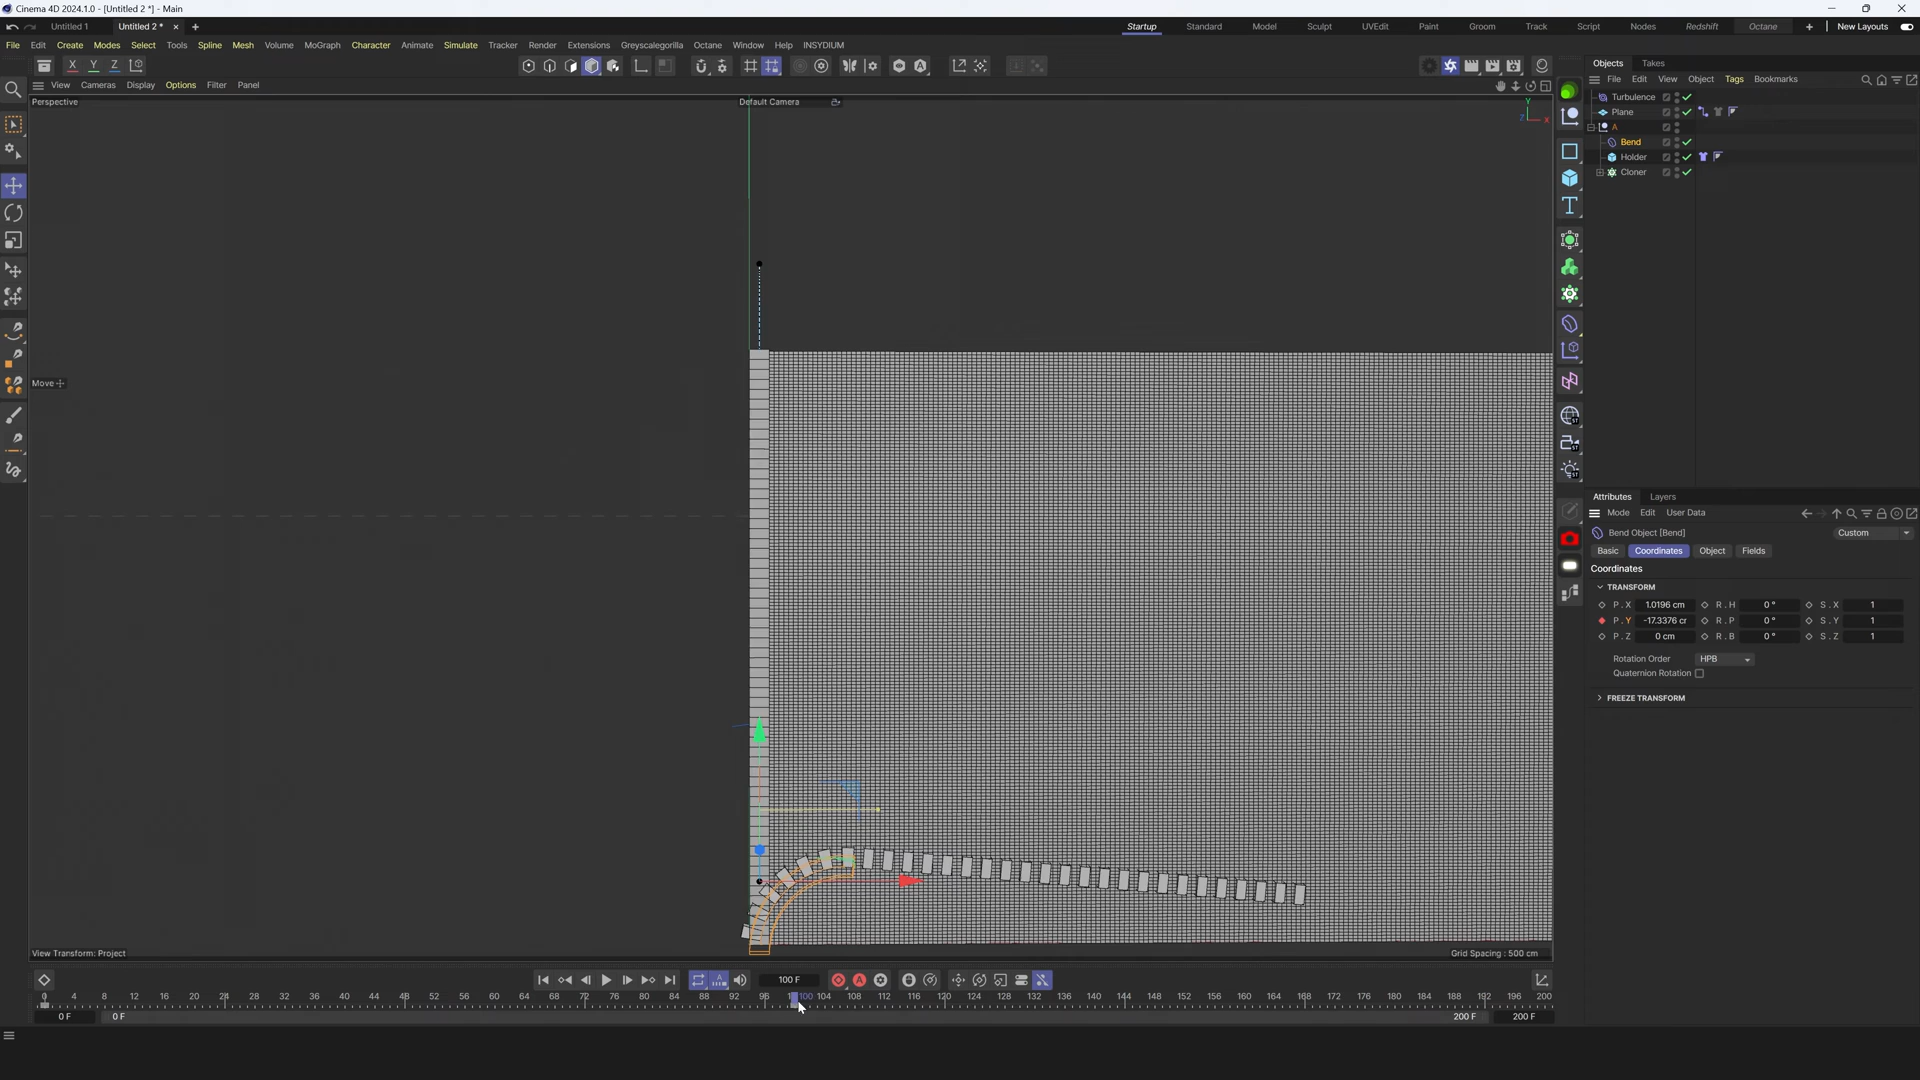 Cinema 4D 2024.1.0 - [Untitled 2 *] - Main
Untitled 1
Untitled 2 *
Startup
Standard
Model
Sculpt
UVEdit
Paint
Groom
Track
Script
Nodes
Redshift
Octane
New Layouts
File Edit Create Modes Select Tools Spline Mesh Volume MoGraph Character Animate Simulate Tracker Render Extensions Greyscalegorilla Octane Window Help INSYDIUM
X Y Z
View Cameras Display Options Filter Panel
Perspective
Default Camera
Y
Z X
Move
View Transform: Project
Grid Spacing : 500 cm
Objects Takes
File Edit View Object Tags Bookmarks
Turbulence
Plane
A
Bend
Holder
Cloner
Attributes Layers
Mode Edit User Data
Bend Object [Bend]
Custom
Basic Coordinates Object Fields
Coordinates
TRANSFORM
P . X 1.0196 cm R . H 0 ° S . X 1
P . Y -17.3376 cr R . P 0 ° S . Y 1
P . Z 0 cm R . B 0 ° S . Z 1
Rotation Order HPB
Quaternion Rotation
FREEZE TRANSFORM
100 F
0 4 8 12 16 20 24 28 32 36 40 44 48 52 56 60 64 68 72 76 80 84 88 92 96 100 104 108 112 116 120 124 128 132 136 140 144 148 152 156 160 164 168 172 176 180 184 188 192 196 200
0 F
0 F
200 F
200 F